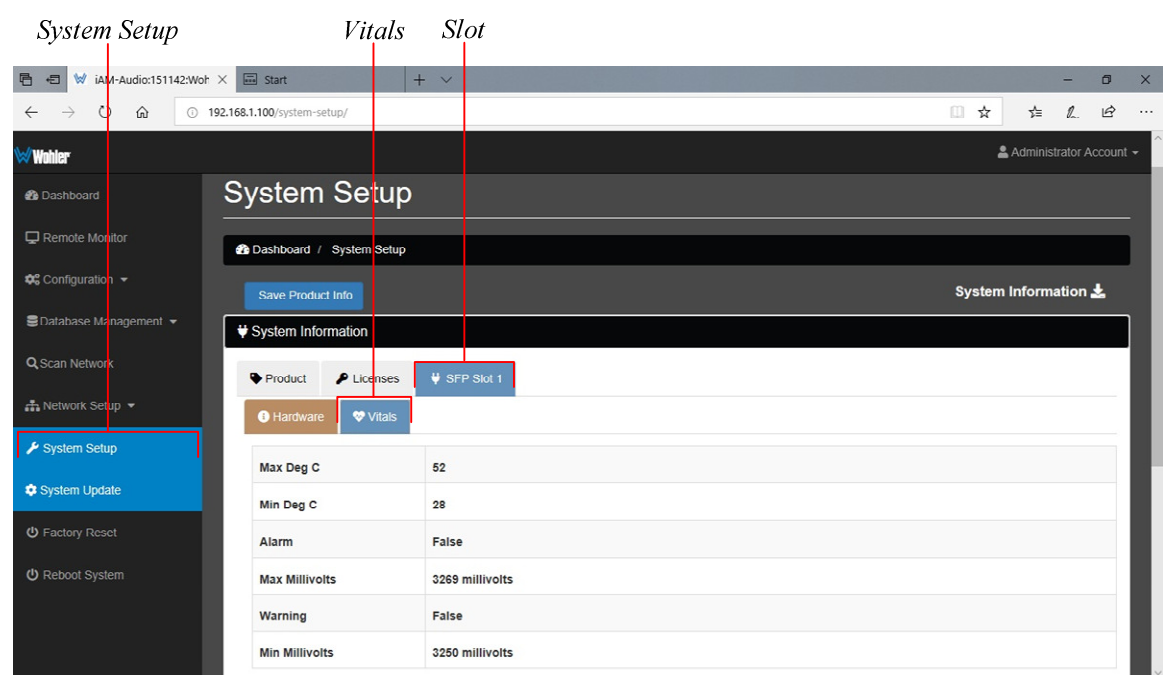 System Setup
Vitals
Slot
iAM-Audio:151142:Woh
Start
192.168.1.100/system-setup/
Wohler
Administrator Account
Dashboard
Remote Monitor
Configuration
Database Management
Scan Network
Network Setup
System Setup
System Update
Factory Reset
Reboot System
System Setup
Dashboard / System Setup
Save Product Info
System Information
System Information
Product
Licenses
SFP Slot 1
Hardware
Vitals
Max Deg C 52
Min Deg C 28
Alarm False
Max Millivolts 3269 millivolts
Warning False
Min Millivolts 3250 millivolts